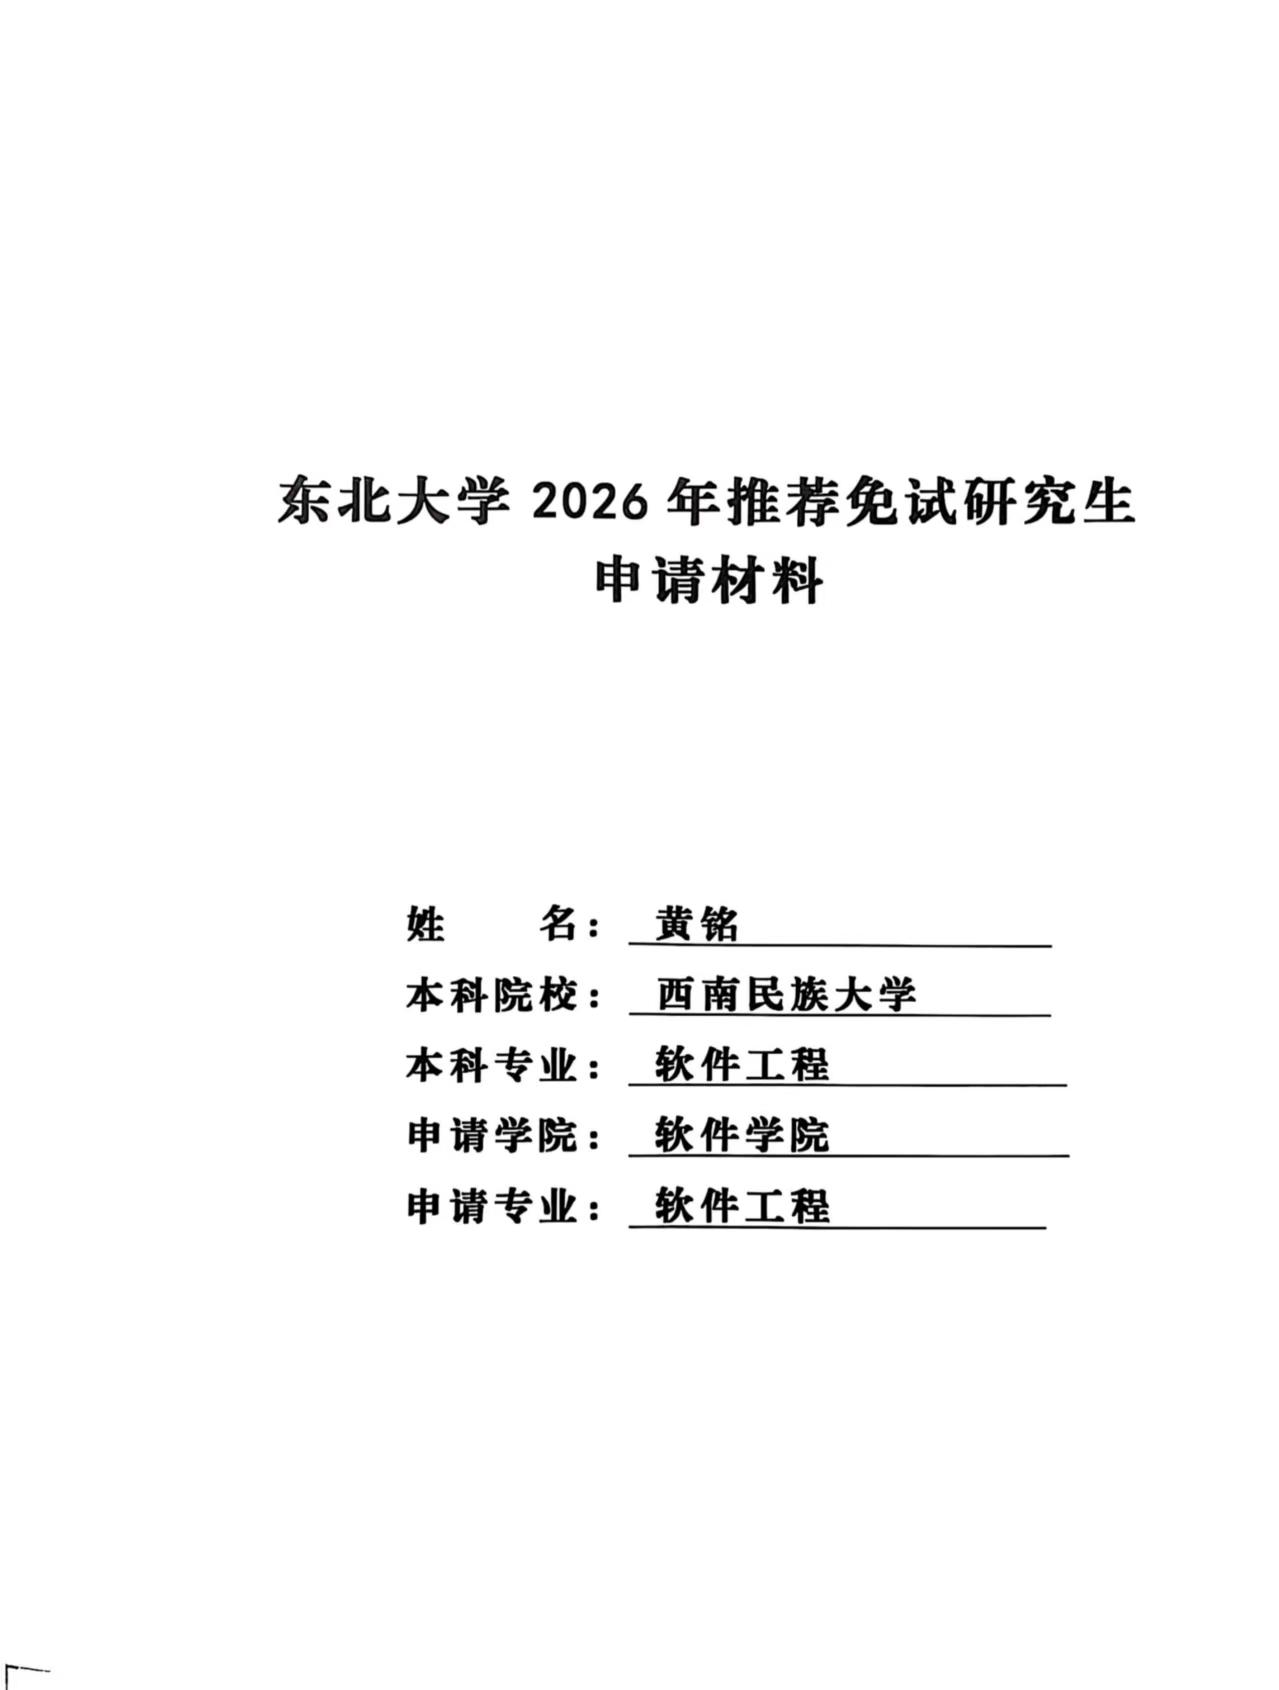 东北大学 2026 年推荐免试研究生
申请材料
姓 名： 黄铭
本科院校： 西南民族大学
本科专业： 软件工程
申请学院： 软件学院
申请专业： 软件工程